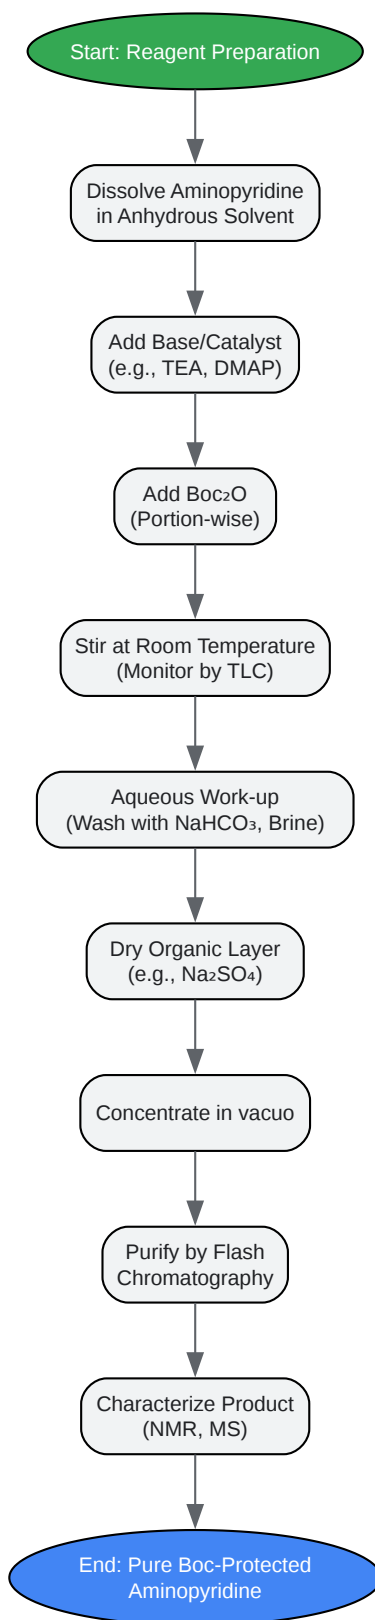 Start: Reagent Preparation
Dissolve Aminopyridine
in Anhydrous Solvent
Add Base/Catalyst
(e.g., TEA, DMAP)
Add Boc₂O
(Portion-wise)
Stir at Room Temperature
(Monitor by TLC)
Aqueous Work-up
(Wash with NaHCO₃, Brine)
Dry Organic Layer
(e.g., Na₂SO₄)
Concentrate in vacuo
Purify by Flash
Chromatography
Characterize Product
(NMR, MS)
End: Pure Boc-Protected
Aminopyridine